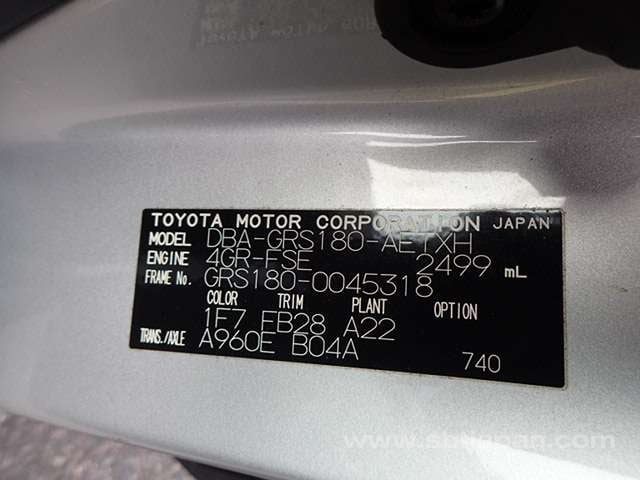 TOYOTA MOTOR CORPORATION JAPAN
MODEL DBA-GRS180-AETXH
ENGINE 4GR-FSE 2499 mL
FRAME No. GRS180-0045318
COLOR TRIM PLANT OPTION
1F7 FB28 A22
TRANS./AXLE A960E B04A
740
www.sbtjapan.com